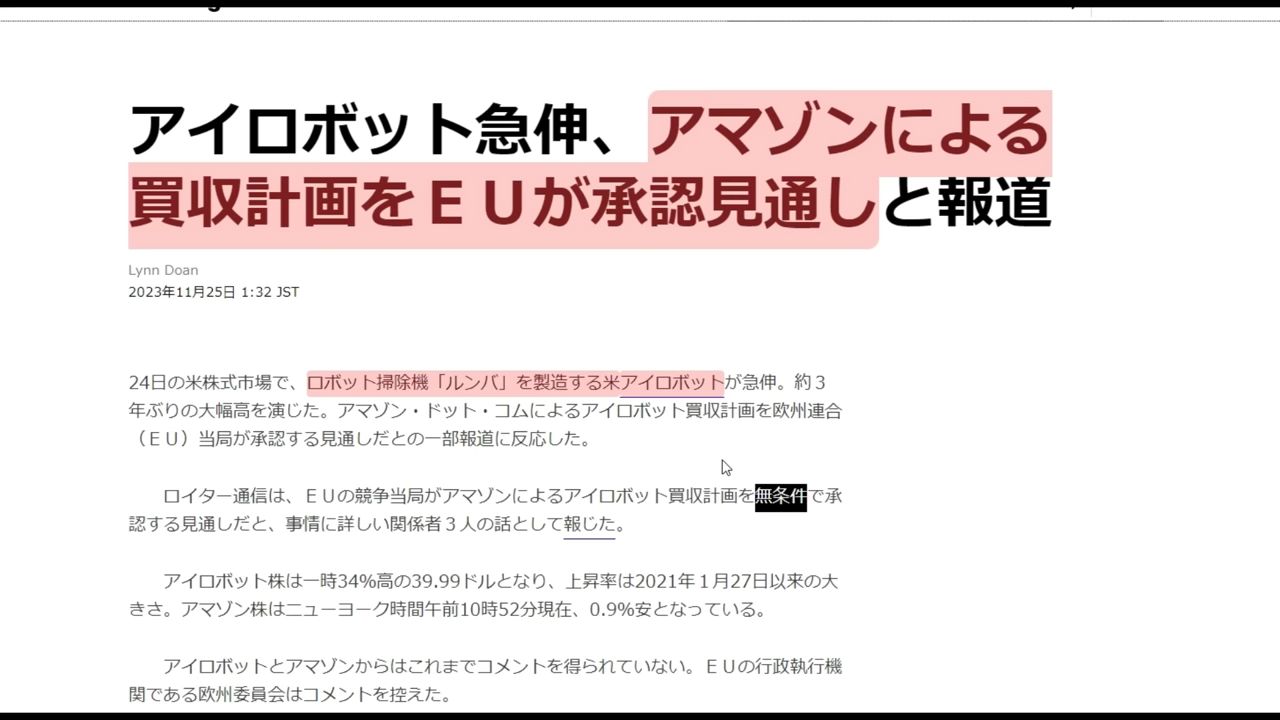 アイロボット急伸、アマゾンによる
買収計画をＥＵが承認見通しと報道
Lynn Doan
2023年11月25日 1:32 JST
24日の米株式市場で、ロボット掃除機「ルンバ」を製造する米アイロボットが急伸。約３
年ぶりの大幅高を演じた。アマゾン・ドット・コムによるアイロボット買収計画を欧州連合
（ＥＵ）当局が承認する見通しだとの一部報道に反応した。
ロイター通信は、ＥＵの競争当局がアマゾンによるアイロボット買収計画を無条件で承
認する見通しだと、事情に詳しい関係者３人の話として報じた。
アイロボット株は一時34%高の39.99ドルとなり、上昇率は2021年１月27日以来の大
きさ。アマゾン株はニューヨーク時間午前10時52分現在、0.9%安となっている。
アイロボットとアマゾンからはこれまでコメントを得られていない。ＥＵの行政執行機
関である欧州委員会はコメントを控えた。